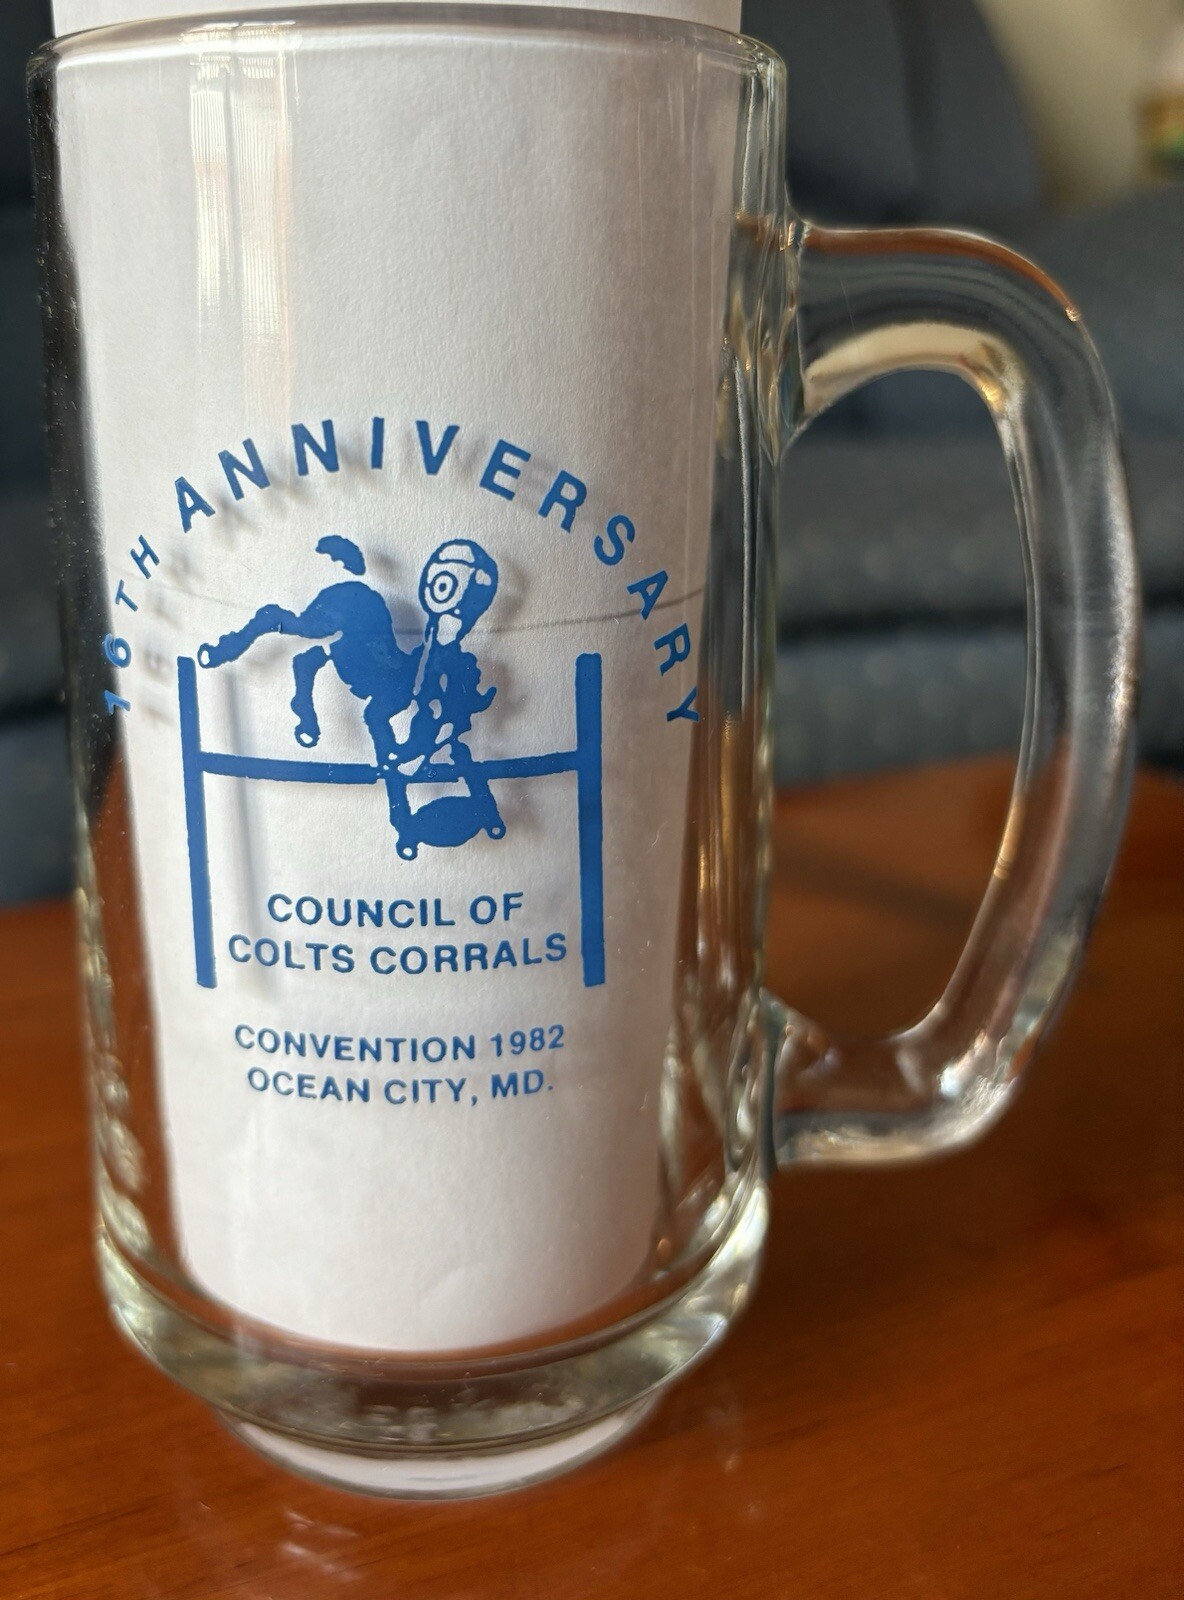 16TH ANNIVERSARY
COUNCIL OF
COLTS CORRALS
CONVENTION 1982
OCEAN CITY, MD.